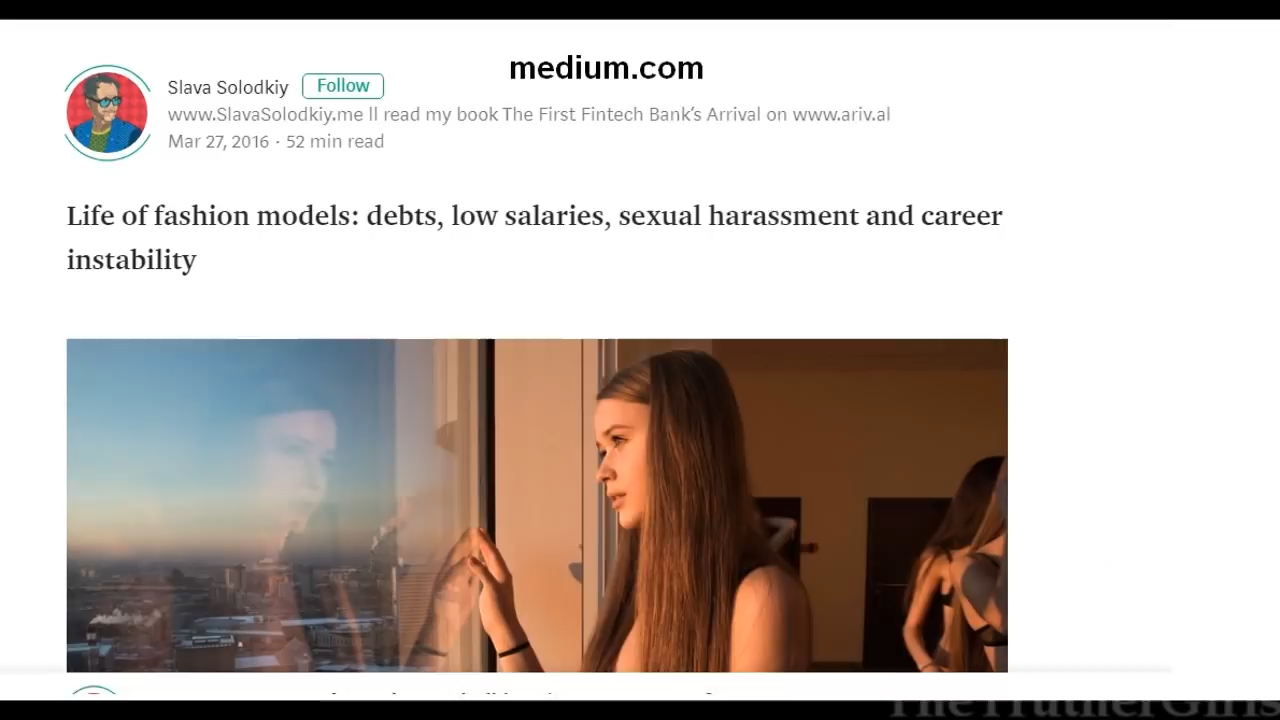 medium.com
Slava Solodkiy Follow
www.SlavaSolodkiy.me ll read my book The First Fintech Bank's Arrival on www.ariv.al
Mar 27, 2016 · 52 min read
Life of fashion models: debts, low salaries, sexual harassment and career
instability
TheTrutherGirls